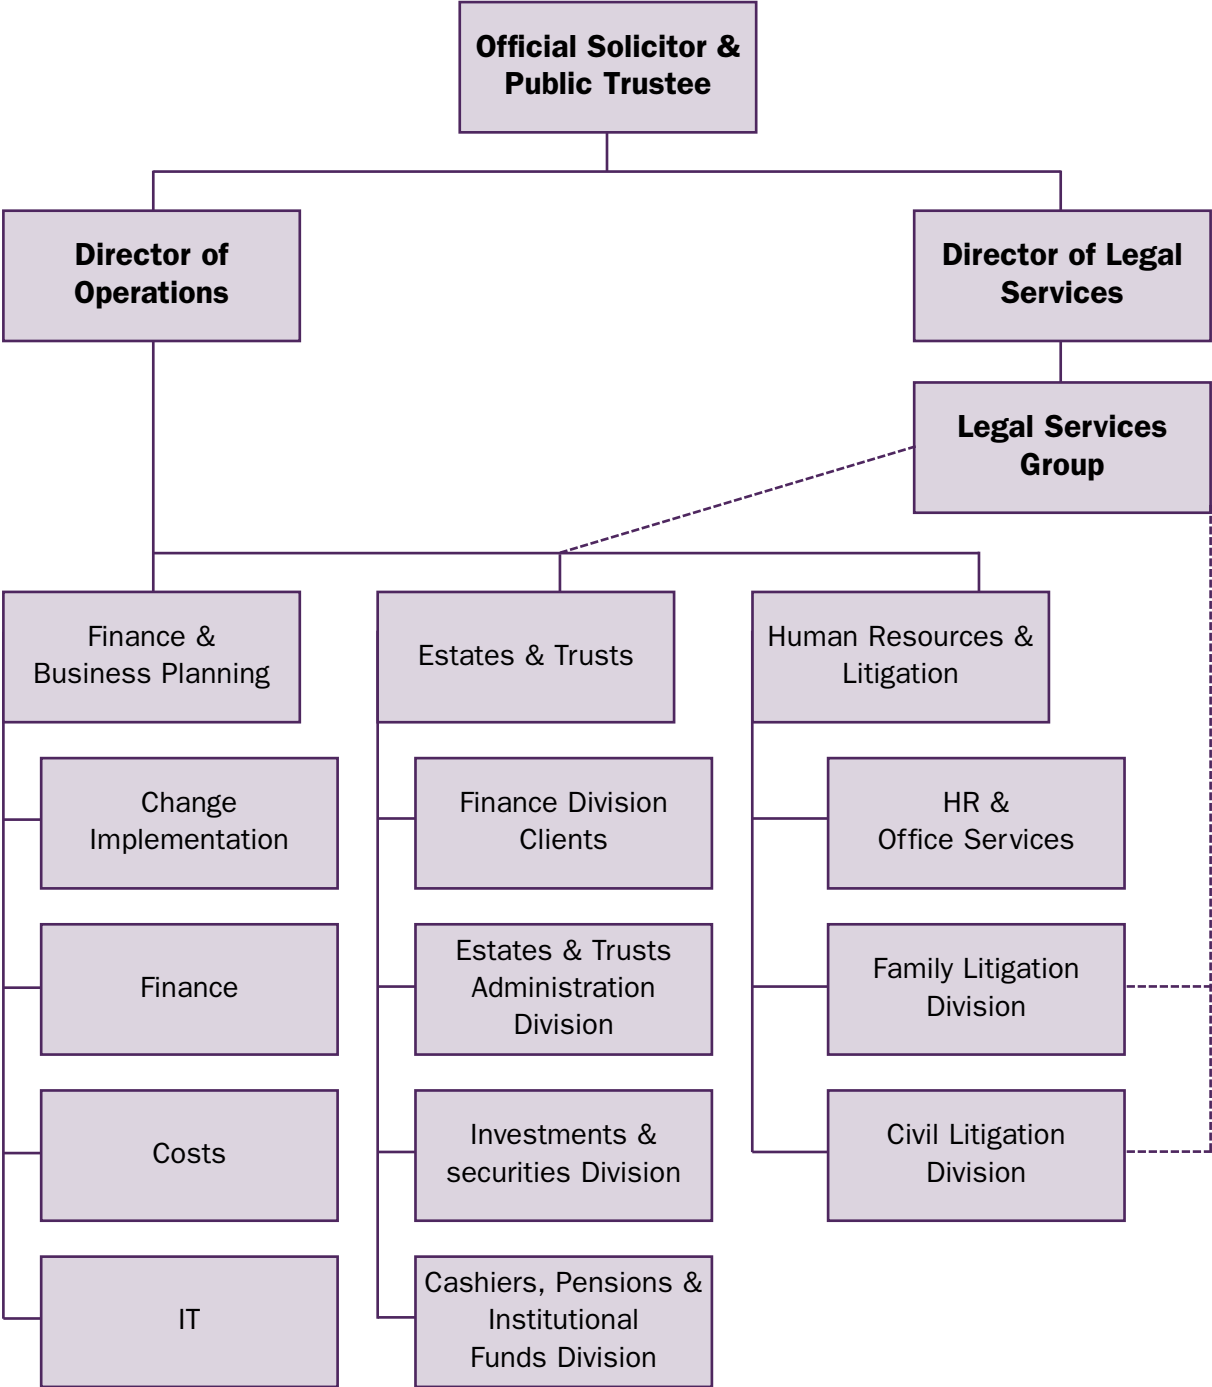 Official Solicitor &
Public Trustee
Director of
Operations
Director of Legal
Services
Legal Services
Group
Finance &
Business Planning
Estates & Trusts
Human Resources &
Litigation
Change
Implementation
Finance Division
Clients
HR &
Office Services
Finance
Estates & Trusts
Administration
Division
Family Litigation
Division
Costs
Investments &
securities Division
Civil Litigation
Division
IT
Cashiers, Pensions &
Institutional
Funds Division